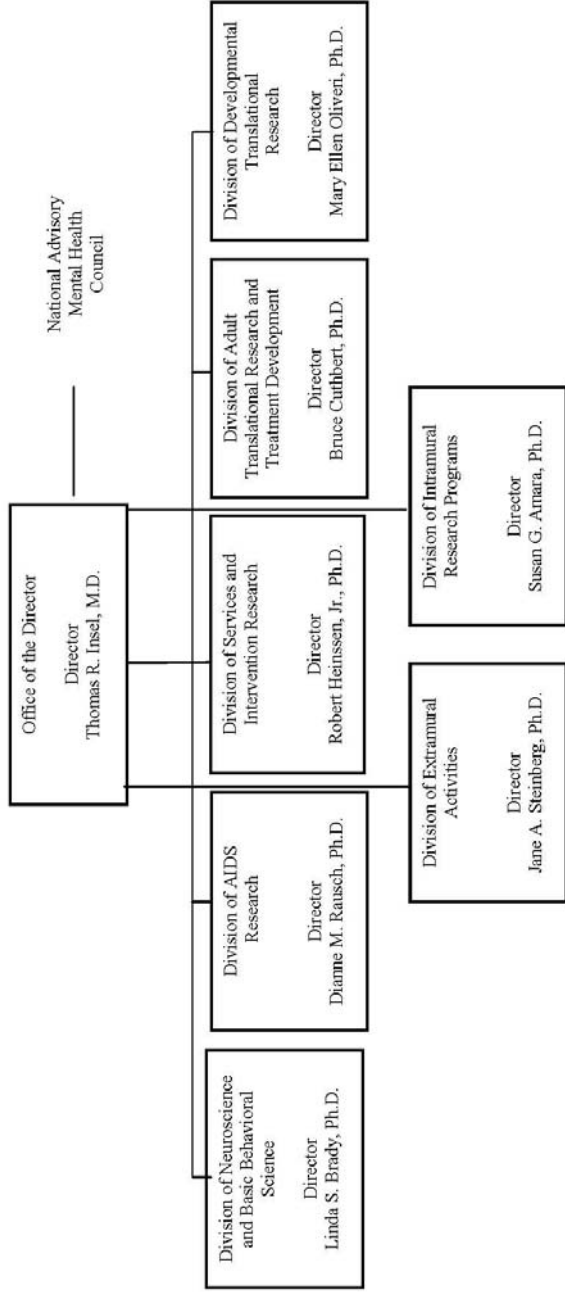 Office of the Director
Director
Thomas R. Insel, M.D.
National Advisory
Mental Health
Council
Division of Neuroscience
and Basic Behavioral
Science
Director
Linda S. Brady, Ph.D.
Division of AIDS
Research
Director
Dianne M. Rausch, Ph.D.
Division of Services and
Intervention Research
Director
Robert Heinssen, Jr., Ph.D.
Division of Adult
Translational Research and
Treatment Development
Director
Bruce Cuthbert, Ph.D.
Division of Developmental
Translational
Research
Director
Mary Ellen Oliveri, Ph.D.
Division of Extramural
Activities
Director
Jane A. Steinberg, Ph.D.
Division of Intramural
Research Programs
Director
Susan G. Amara, Ph.D.